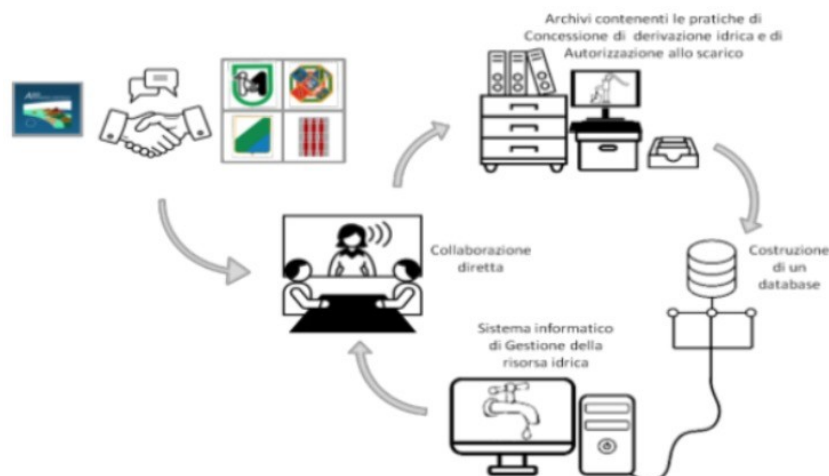 Archivi contenenti le pratiche di
Concessione di derivazione idrica e di
Autorizzazione allo scarico
Collaborazione
diretta
Costruzione
di un
database
Sistema informatico
di Gestione della
risorsa idrica